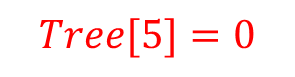 Tree[5] = 0